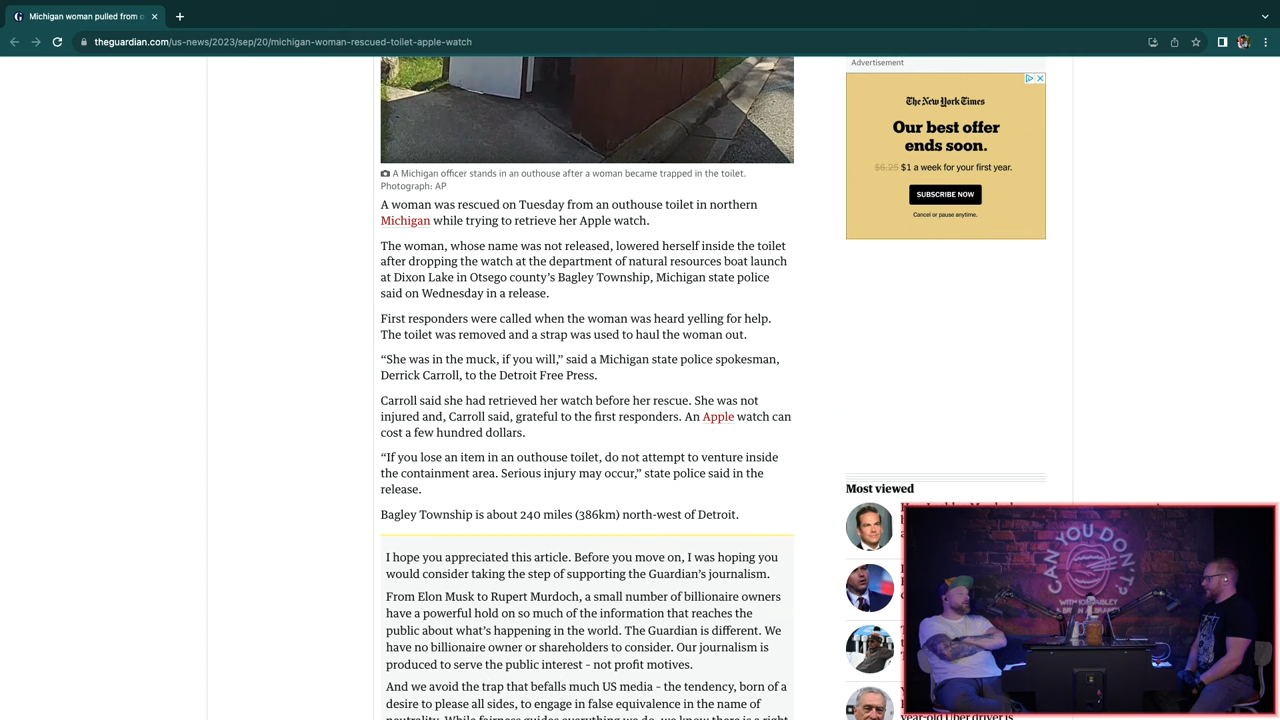 Michigan woman pulled from o
theguardian.com/us-news/2023/sep/20/michigan-woman-rescued-toilet-apple-watch
A Michigan officer stands in an outhouse after a woman became trapped in the toilet.
Photograph: AP
A woman was rescued on Tuesday from an outhouse toilet in northern
Michigan while trying to retrieve her Apple watch.
The woman, whose name was not released, lowered herself inside the toilet
after dropping the watch at the department of natural resources boat launch
at Dixon Lake in Otsego county’s Bagley Township, Michigan state police
said on Wednesday in a release.
First responders were called when the woman was heard yelling for help.
The toilet was removed and a strap was used to haul the woman out.
“She was in the muck, if you will,” said a Michigan state police spokesman,
Derrick Carroll, to the Detroit Free Press.
Carroll said she had retrieved her watch before her rescue. She was not
injured and, Carroll said, grateful to the first responders. An Apple watch can
cost a few hundred dollars.
“If you lose an item in an outhouse toilet, do not attempt to venture inside
the containment area. Serious injury may occur,” state police said in the
release.
Bagley Township is about 240 miles (386km) north-west of Detroit.
I hope you appreciated this article. Before you move on, I was hoping you
would consider taking the step of supporting the Guardian’s journalism.
From Elon Musk to Rupert Murdoch, a small number of billionaire owners
have a powerful hold on so much of the information that reaches the
public about what’s happening in the world. The Guardian is different. We
have no billionaire owner or shareholders to consider. Our journalism is
produced to serve the public interest – not profit motives.
And we avoid the trap that befalls much US media – the tendency, born of a
desire to please all sides, to engage in false equivalence in the name of
neutrality. While fairness guides everything we do, we know there is a right
Advertisement
The New York Times
Our best offer
ends soon.
$6.25 $1 a week for your first year.
SUBSCRIBE NOW
Cancel or pause anytime.
Most viewed
year-old Uber driver is
CAN YOU DON'T?